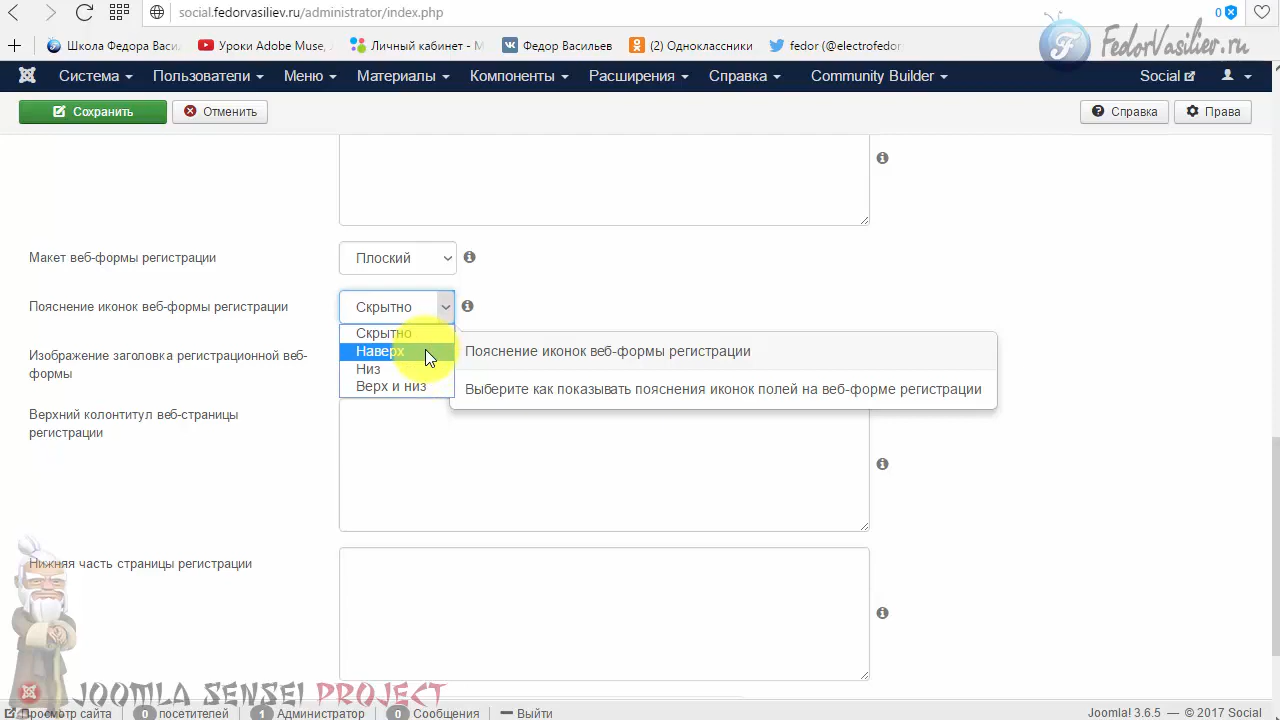 social.fedorvasiliev.ru/administrator/index.php
0
Школа Федора Васи
Уроки Adobe Muse,
Личный кабинет - М
Федор Васильев
(2) Одноклассники
fedor (@electrofedor
FedorVasiliev.ru
Система
Пользователи
Меню
Материалы
Компоненты
Расширения
Справка
Community Builder
Social
Сохранить
Отменить
Справка
Права
Макет веб-формы регистрации
Плоский
Пояснение иконок веб-формы регистрации
Скрытно
Скрытно
Наверх
Низ
Верх и низ
Пояснение иконок веб-формы регистрации
Выберите как показывать пояснения иконок полей на веб-форме регистрации
Изображение заголовка регистрационной веб-
формы
Верхний колонтитул веб-страницы
регистрации
Нижняя часть страницы регистрации
JOOMLA SENSEI PROJECT
Просмотр сайта
0 посетителей
1 Администратор
0 Сообщения
Выйти
Joomla! 3.6.5 — © 2017 Social